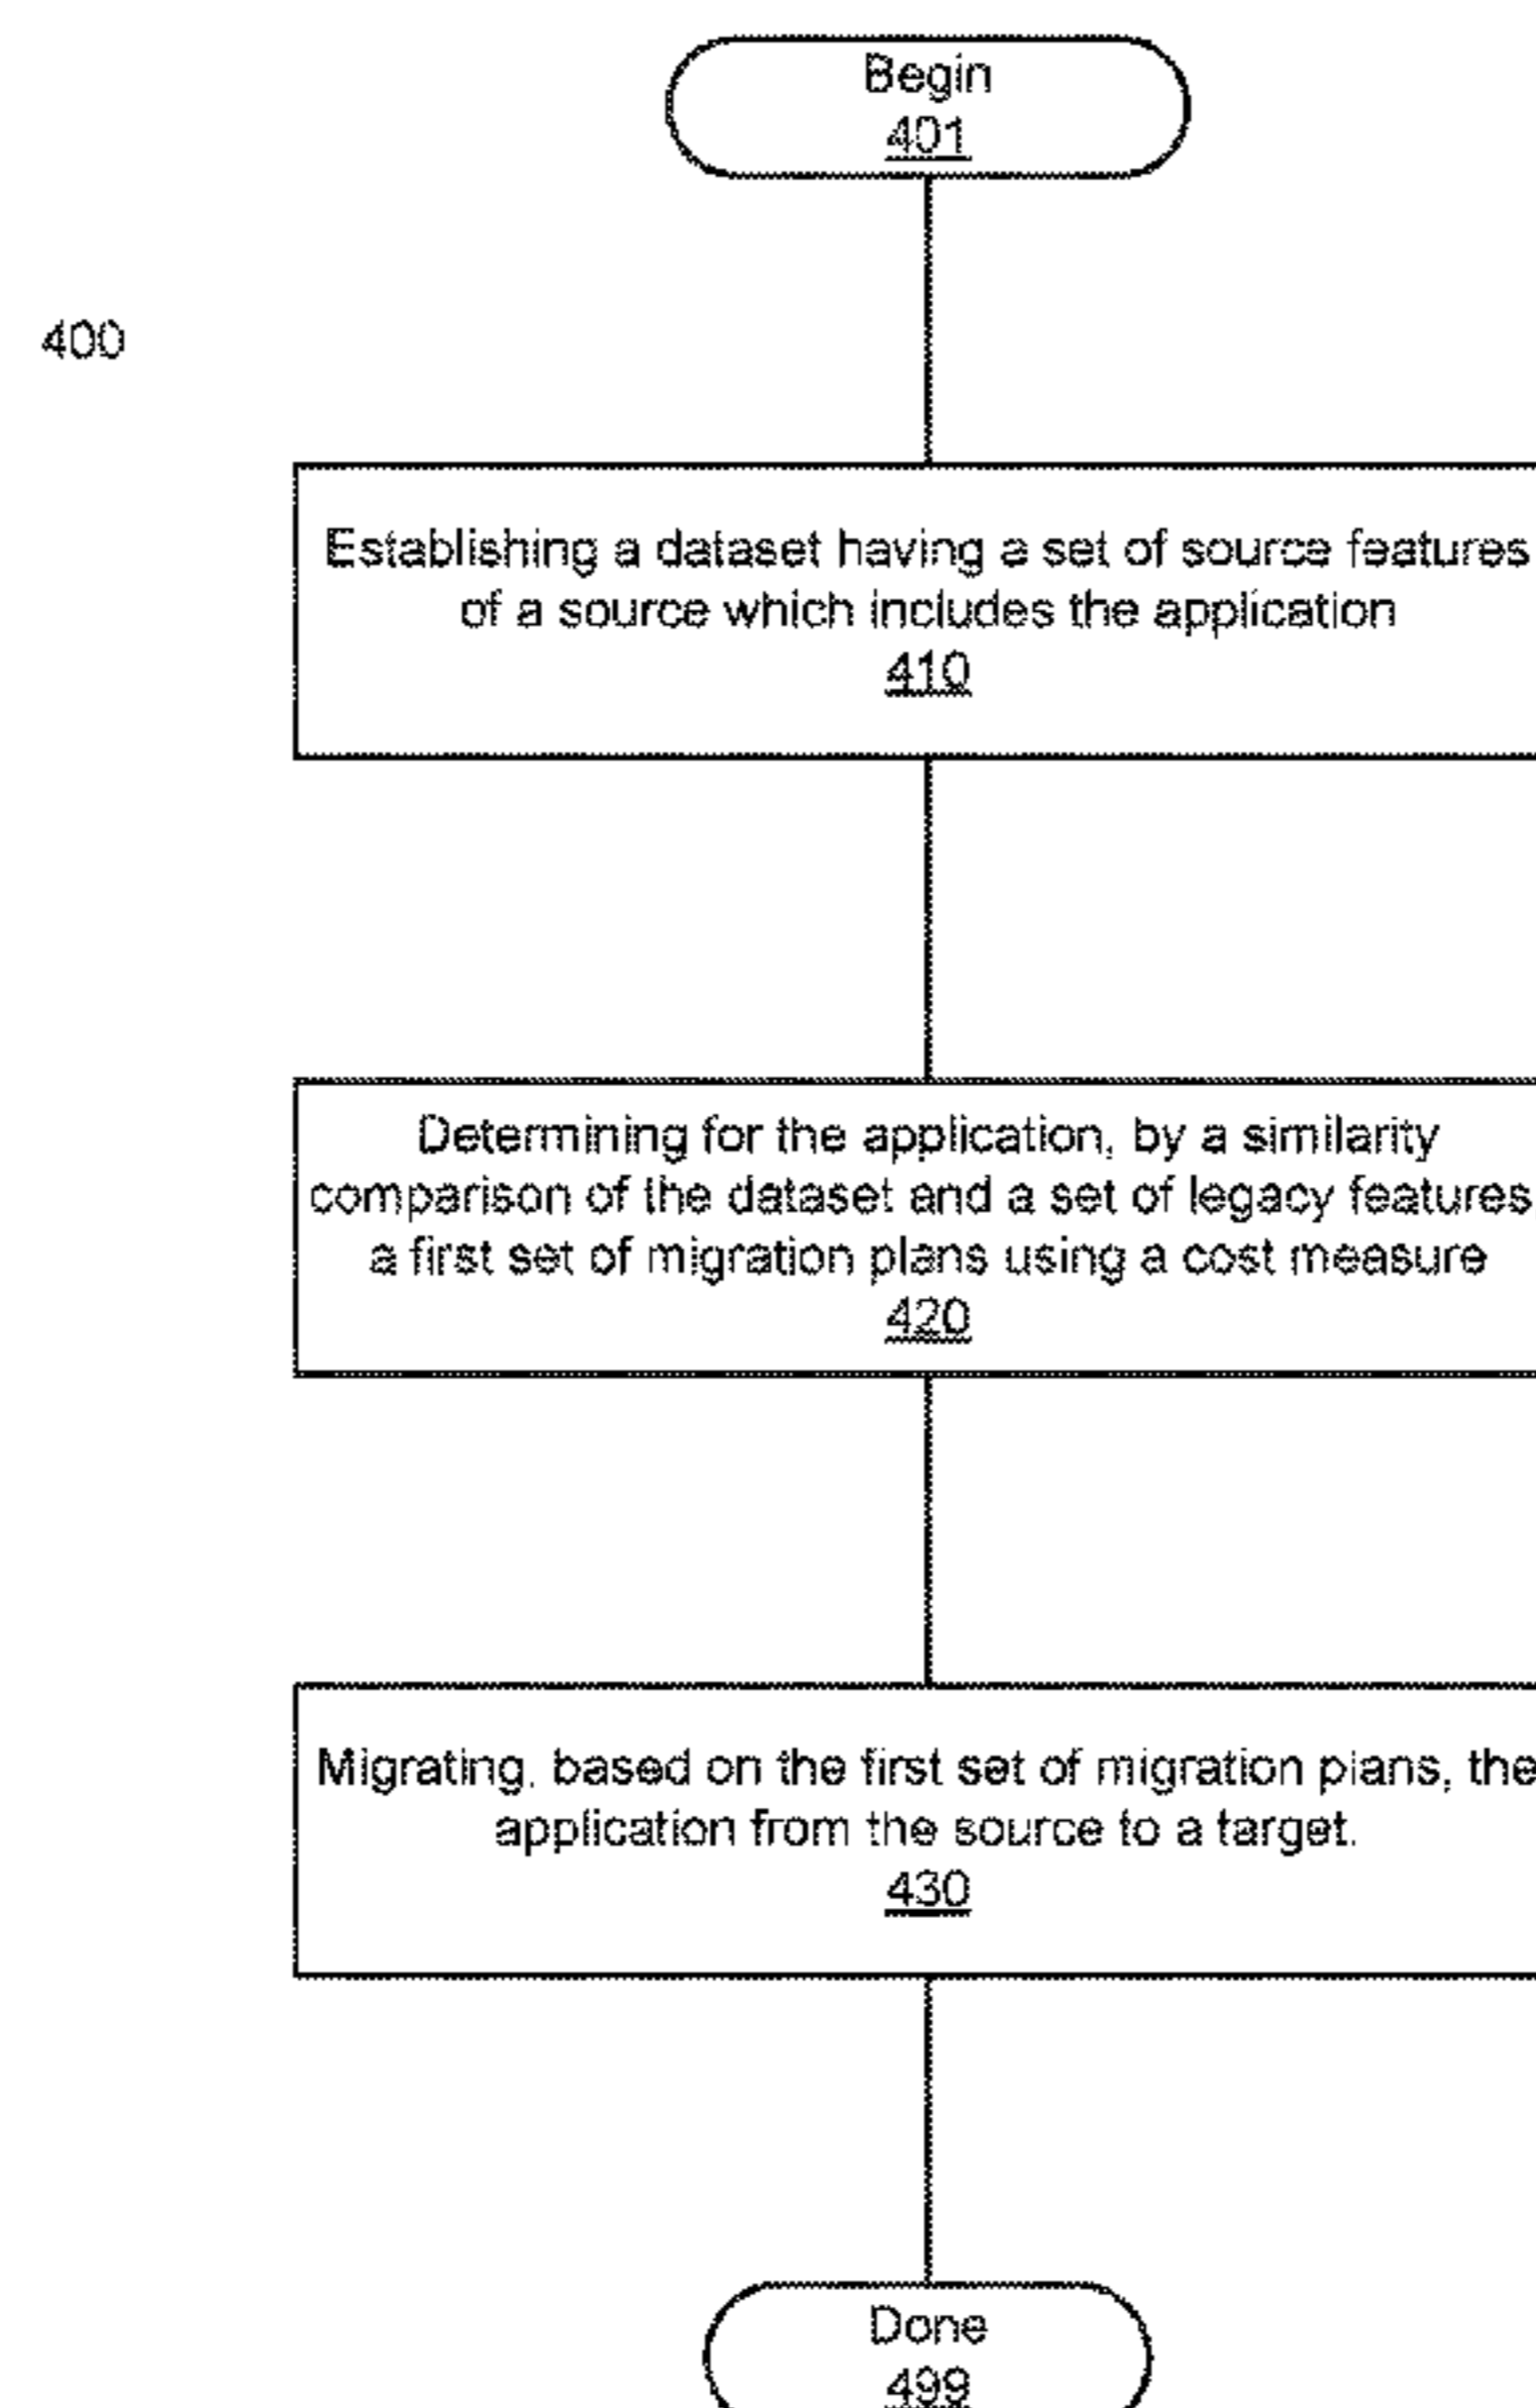 Begin
401
400
Establishing a dataset having a set of source features
of a source which includes the application
410
Determining for the application, by a similarity
comparison of the dataset and a set of legacy features
a first set of migration plans using a cost measure
420
Migrating, based on the first set of migration plans, the
application from the source to a target.
430
Done
499